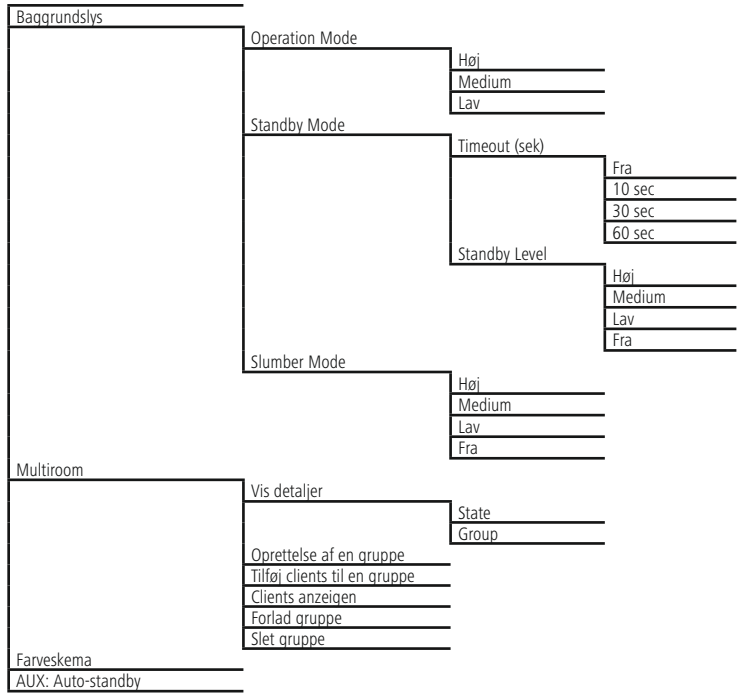 Baggrundslys
Operation Mode
Høj
Medium
Lav
Standby Mode
Timeout (sek)
Fra
10 sec
30 sec
60 sec
Standby Level
Høj
Medium
Lav
Fra
Slumber Mode
Høj
Medium
Lav
Fra
Multiroom
Vis detaljer
State
Group
Oprettelse af en gruppe
Tilføj clients til en gruppe
Clients anzeigen
Forlad gruppe
Slet gruppe
Farveskema
AUX: Auto-standby